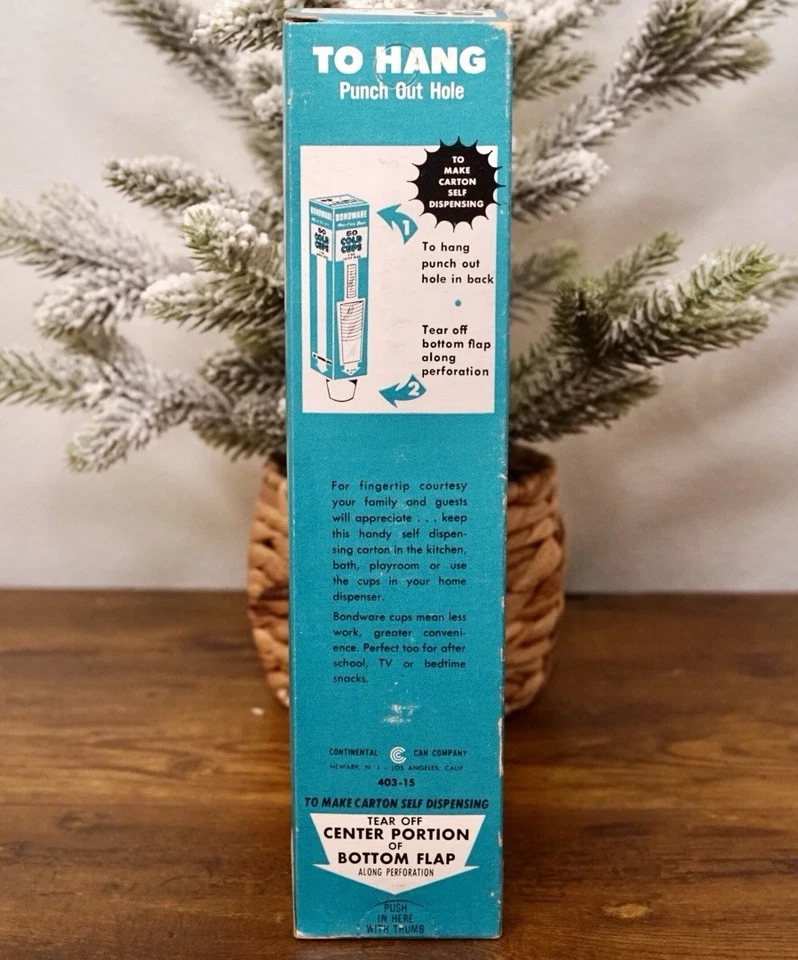 TO HANG
Punch Out Hole
TO
MAKE
CARTON
SELF
DISPENSING
BONDWARE
BONDWARE
50
COLD
CUPS
50
COLD
CUPS
1
To hang
punch out
hole in back
Tear off
bottom flap
along
perforation
2
For fingertip courtesy
your family and guests
will appreciate . . . keep
this handy self dispen-
sing carton in the kitchen,
bath, playroom or use
the cups in your home
dispenser.
Bondware cups mean less
work, greater conveni-
ence. Perfect too for after
school, TV or bedtime
snacks.
CONTINENTAL C CAN COMPANY
NEWARK, N. J. • LOS ANGELES, CALIF.
403-15
TO MAKE CARTON SELF DISPENSING
TEAR OFF
CENTER PORTION
OF
BOTTOM FLAP
ALONG PERFORATION
PUSH
IN HERE
WITH THUMB